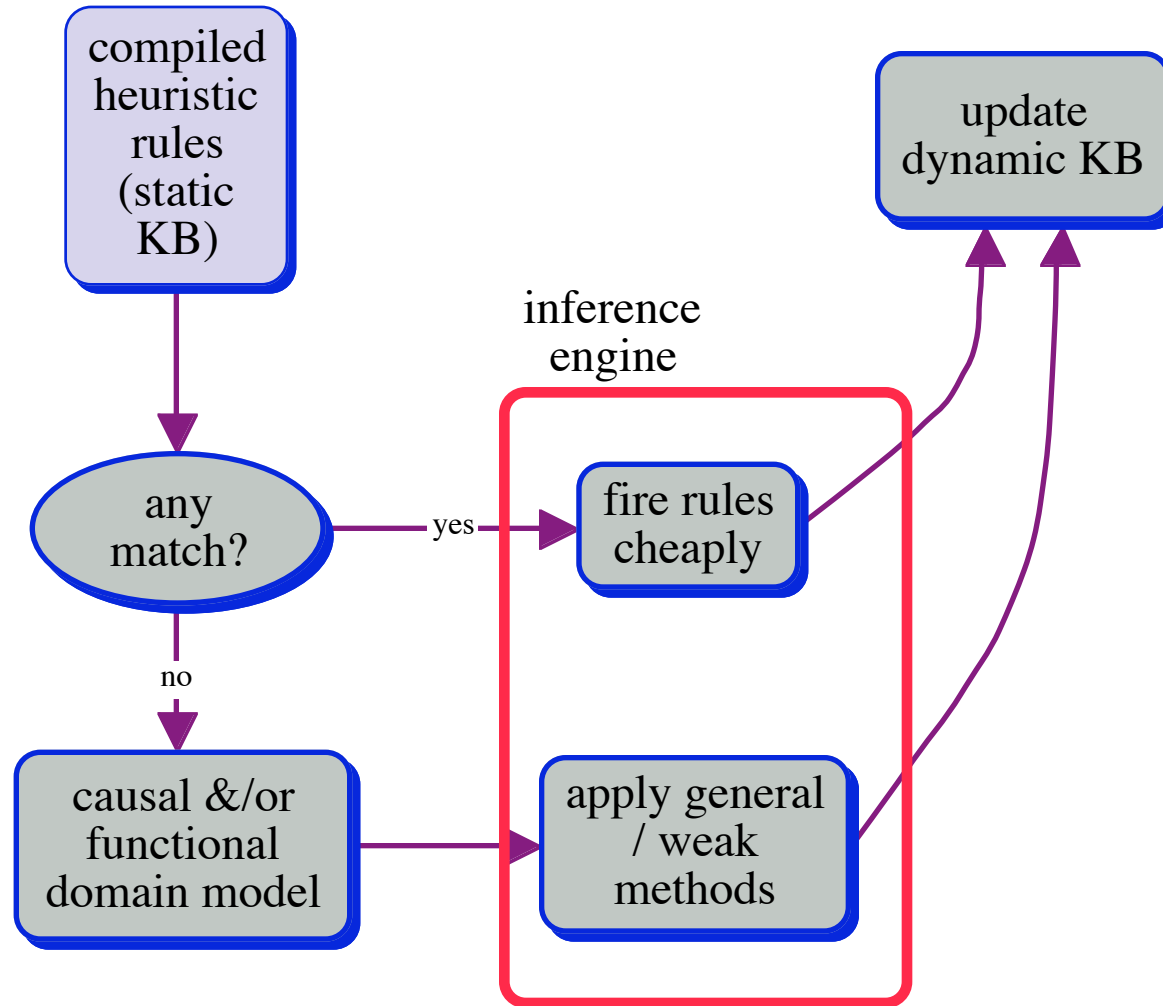 compiled
heuristic
rules
(static
KB)
update
dynamic KB
inference
engine
any
match?
yes
fire rules
cheaply
no
causal &/or
functional
domain model
apply general
/ weak
methods